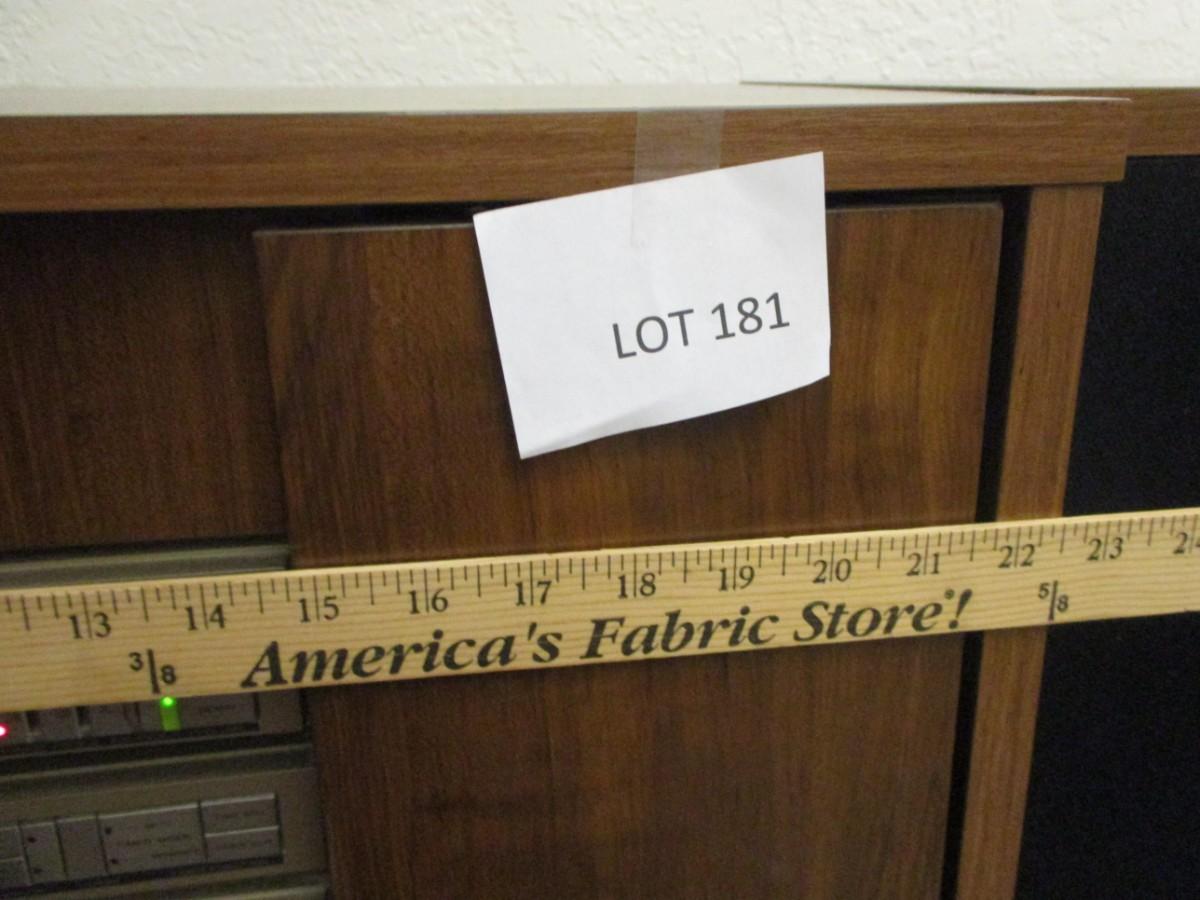 LOT 181
13 14 15 16 17 18 19 20 21 22 23
3/8 America's Fabric Store! 5/8